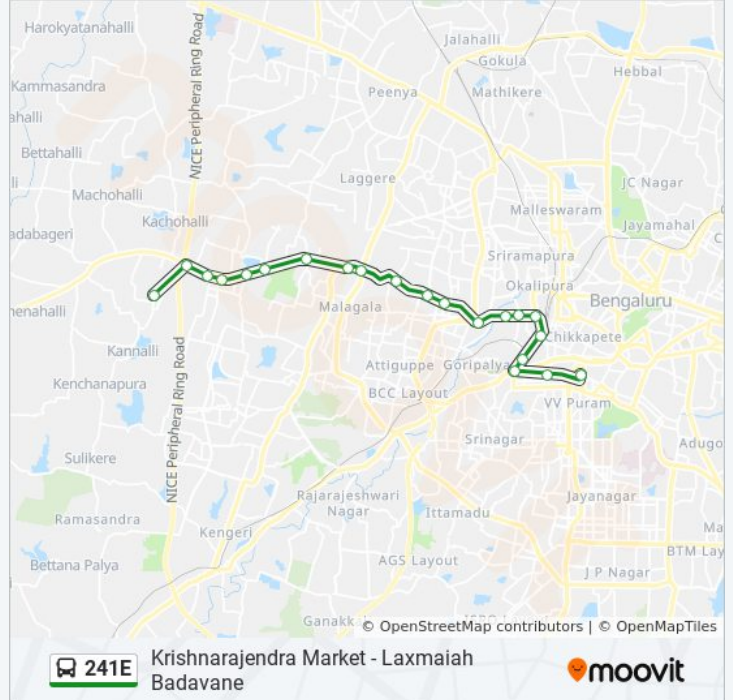 Harokyatanahalli
Jalahalli
Gokula
Hebbal
Kammasandra
Peenya
Mathikere
NICE Peripheral Ring Road
ahalli
Bettahalli
Laggere
JC Nagar
li
Machohalli
Malleswaram
Kachohalli
Jayamahal
adabageri
C
Sriramapura
Okalipura
Bengaluru
henahalli
Malagala
Chikkapete
Kannalli
Attiguppe
Goripalya
Kenchanapura
BCC Layout
VV Puram
NICE Peripheral Ring Road
Srinagar
Adugo
Sulikere
Rajarajeshwari
Nagar
Jayanagar
Ramasandra
Ittamadu
Ma
Kengeri
Bettana Palya
AGS Layout
BTM Lay
J P Nagar
Ganakk
© OpenStreetMap contributors | © OpenMapTiles
241E
Krishnarajendra Market - Laxmaiah
Badavane
moovit